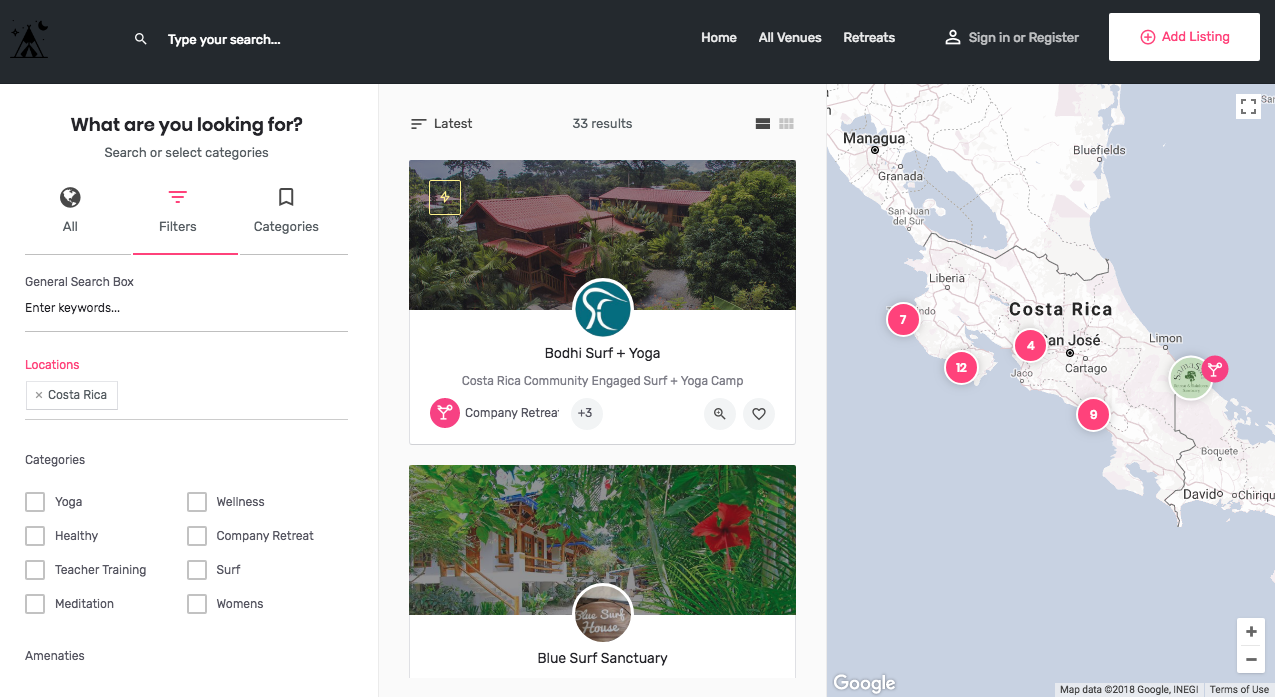 Type your search...
Home
All Venues
Retreats
Sign in or Register
Add Listing
What are you looking for?
Search or select categories
All
Filters
Categories
General Search Box
Enter keywords...
Locations
× Costa Rica
Categories
Yoga
Wellness
Healthy
Company Retreat
Teacher Training
Surf
Meditation
Womens
Amenaties
Latest
33 results
Bodhi Surf + Yoga
Costa Rica Community Engaged Surf + Yoga Camp
Company Retrea
+3
Blue Surf
House
Blue Surf Sanctuary
Managua
Bluefields
Granada
San Juan
del Sur
Liberia
Costa Rica
7
indo
4
an José
Limon
12
Jaco
Cartago
9
Boquete
David
Chiriqu
Google
+
−
Map data ©2018 Google, INEGI
Terms of Use